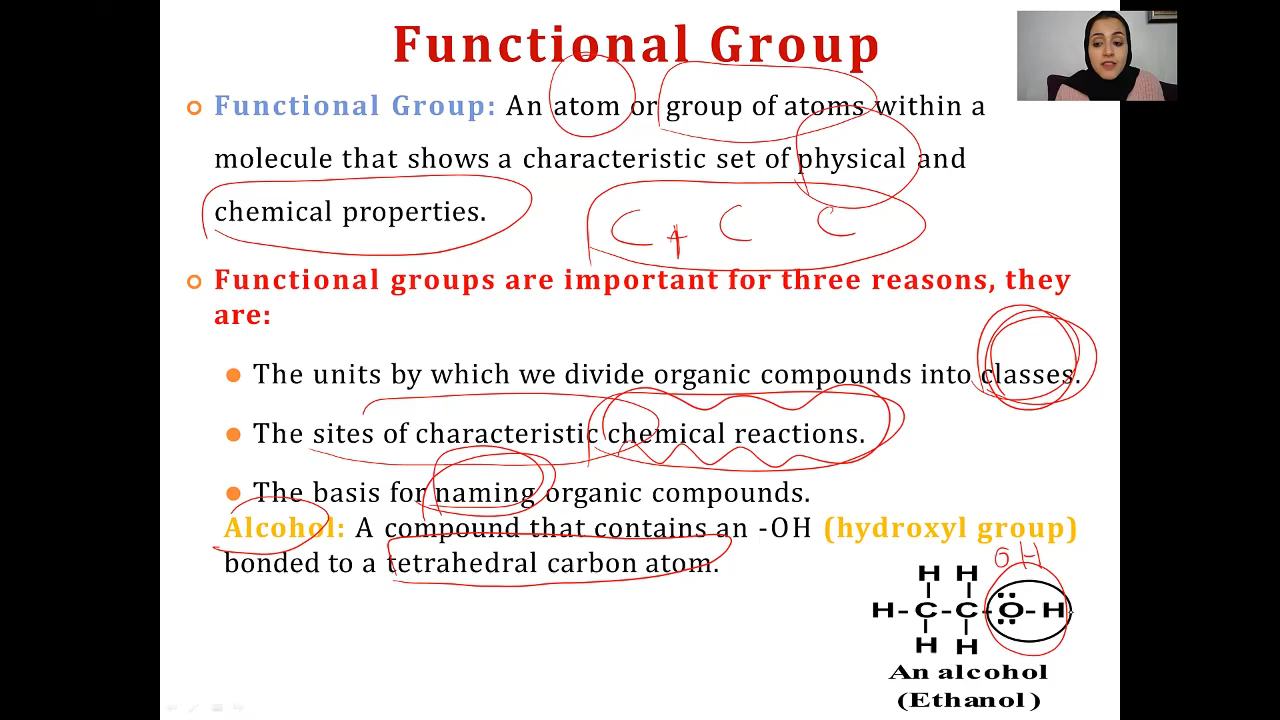 Functional Group
Functional Group: An atom or group of atoms within a
molecule that shows a characteristic set of physical and
chemical properties.
C + C C
Functional groups are important for three reasons, they
are:
The units by which we divide organic compounds into classes.
The sites of characteristic chemical reactions.
The basis for naming organic compounds.
Alcohol: A compound that contains an -OH (hydroxyl group)
bonded to a tetrahedral carbon atom.
OH
H H
H-C-C-O-H
H H
An alcohol
(Ethanol)